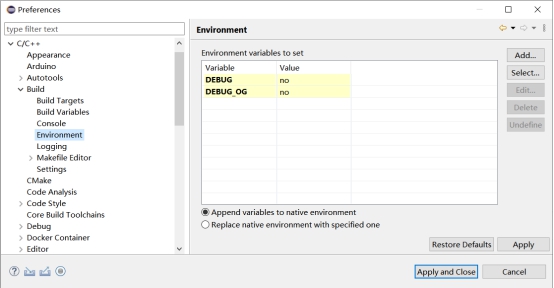 Preferences
type filter text
C/C++
Appearance
Arduino
Autotools
Build
Build Targets
Build Variables
Console
Environment
Logging
Makefile Editor
Settings
CMake
Code Analysis
Code Style
Core Build Toolchains
Debug
Docker Container
Editor
Environment
Environment variables to set
Variable Value
DEBUG no
DEBUG_OG no
Add...
Select...
Edit...
Delete
Undefine
Append variables to native environment
Replace native environment with specified one
Restore Defaults Apply
Apply and Close Cancel